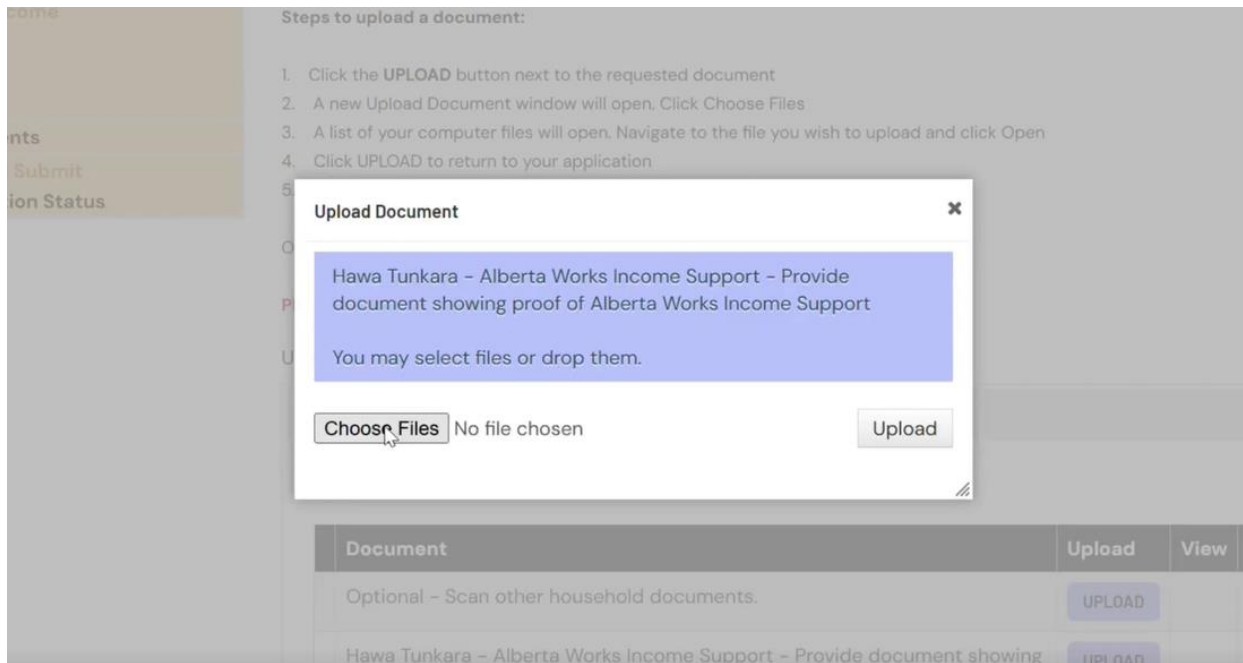 come
Steps to upload a document:
1. Click the UPLOAD button next to the requested document
2. A new Upload Document window will open. Click Choose Files
nts
3. A list of your computer files will open. Navigate to the file you wish to upload and click Open
Submit
4. Click UPLOAD to return to your application
ion Status
5.
Upload Document
Hawa Tunkara - Alberta Works Income Support - Provide
document showing proof of Alberta Works Income Support
You may select files or drop them.
Choose Files No file chosen Upload
Document Upload View
Optional - Scan other household documents. UPLOAD
Hawa Tunkara - Alberta Works Income Support - Provide document showing UPLOAD